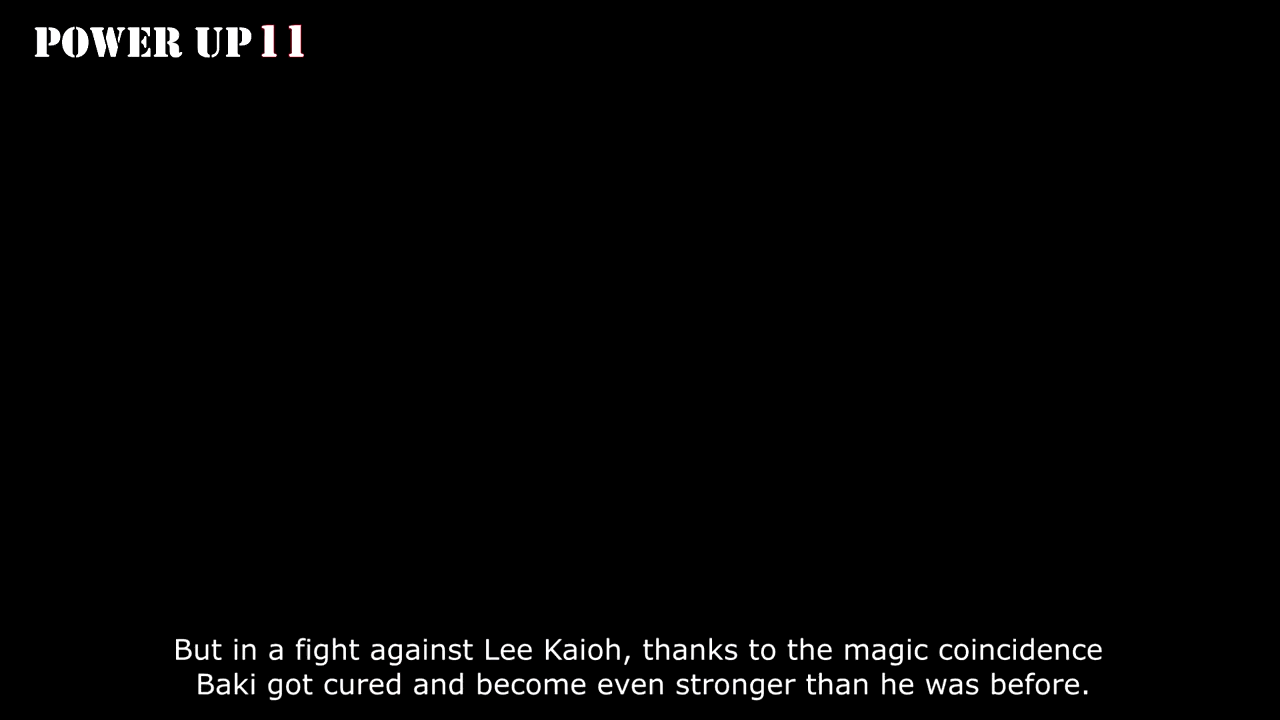 POWER UP 11
But in a fight against Lee Kaioh, thanks to the magic coincidence
Baki got cured and become even stronger than he was before.